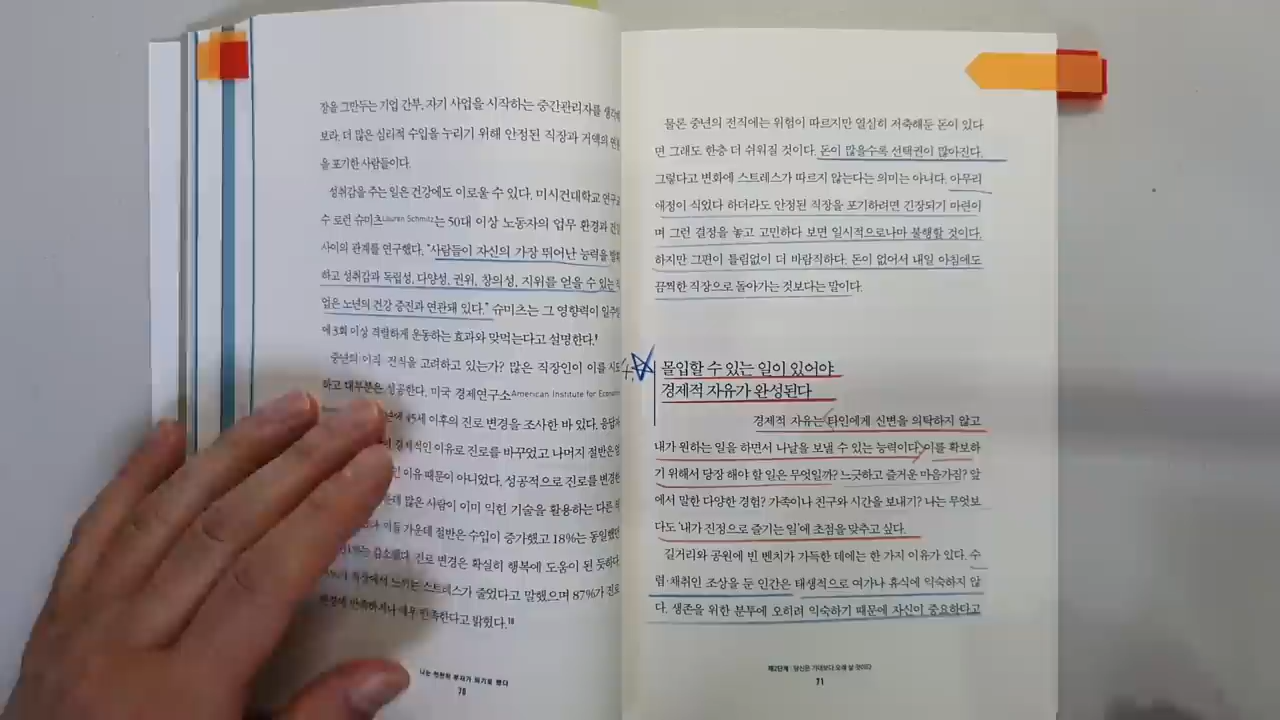 장을 그만두는 기업 간부, 자기 사업을 시작하는 중간관리자를
보라. 더 많은 심리적 수입을 누리기 위해 안정된 직장과 거액의
을 포기한 사람들이다.
성취감을 주는 일은 건강에도 이로울 수 있다. 미시건대학교
수 로런 슈미츠Lauren Schmitz는 50대 이상 노동자의 업무 환경과
사이의 관계를 연구했다. “사람들이 자신의 가장 뛰어난 능력을
하고 성취감과 독립성, 다양성, 권위, 창의성, 지위를 얻을 수 있는
업은 노년의 건강 증진과 연관돼 있다.” 슈미츠는 그 영향력이
에 3회 이상 격렬하게 운동하는 효과와 맞먹는다고 설명한다.
중년의 이직, 전직을 고려하고 있는가? 많은 직장인이 이를
하고 대부분은 성공한다. 미국 경제연구소American Institute for
45세 이후의 진로 변경을 조사한 바 있다.
경제적인 이유로 진로를 바꾸었고 나머지 절반은
이유 때문이 아니었다. 성공적으로 진로를
많은 사람이 이미 익힌 기술을 활용하는 다른
이들 가운데 절반은 수입이 증가했고 18%는
감소했다. 진로 변경은 확실히 행복에 도움이 된
느끼는 스트레스가 줄었다고 말했으며 87%가
만족한다고 밝혔다.
나는 천천히 부자가 되기로 했다
70
물론 중년의 전직에는 위험이 따르지만 열심히 저축해둔 돈이 있다
면 그래도 한층 더 쉬워질 것이다. 돈이 많을수록 선택권이 많아진다.
그렇다고 변화에 스트레스가 따르지 않는다는 의미는 아니다. 아무리
애정이 식었다 하더라도 안정된 직장을 포기하려면 긴장되기 마련이
며 그런 결정을 놓고 고민하다 보면 일시적으로나마 불행할 것이다.
하지만 그편이 틀림없이 더 바람직하다. 돈이 없어서 내일 아침에도
끔찍한 직장으로 돌아가는 것보다는 말이다.
몰입할 수 있는 일이 있어야
경제적 자유가 완성된다
경제적 자유는 타인에게 신변을 의탁하지 않고
내가 원하는 일을 하면서 나날을 보낼 수 있는 능력이다. 이를 확보하
기 위해서 당장 해야 할 일은 무엇일까? 느긋하고 즐거운 마음가짐? 앞
에서 말한 다양한 경험? 가족이나 친구와 시간을 보내기? 나는 무엇보
다도 ‘내가 진정으로 즐기는 일’에 초점을 맞추고 싶다.
길거리와 공원에 빈 벤치가 가득한 데에는 한 가지 이유가 있다. 수
렵·채취인 조상을 둔 인간은 태생적으로 여가나 휴식에 익숙하지 않
다. 생존을 위한 분투에 오히려 익숙하기 때문에 자신이 중요하다고
제2단계 당신은 기대보다 오래 살 것이다
71